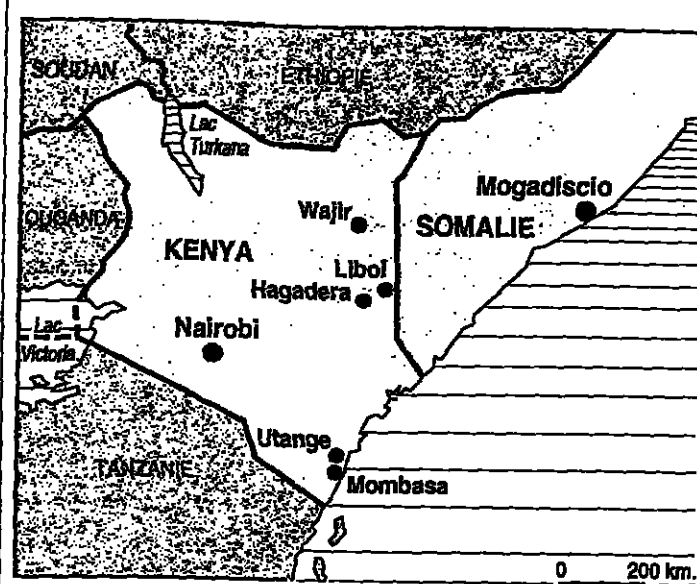 SOUDAN
ETHIOPIE
Lac
Turkana
OUGANDA
Wajir
Mogadiscio
KENYA
SOMALIE
Liboi
Hagadera
Nairobi
Lac
Victoria
Utange
TANZANIE
Mombasa
0 200 km.